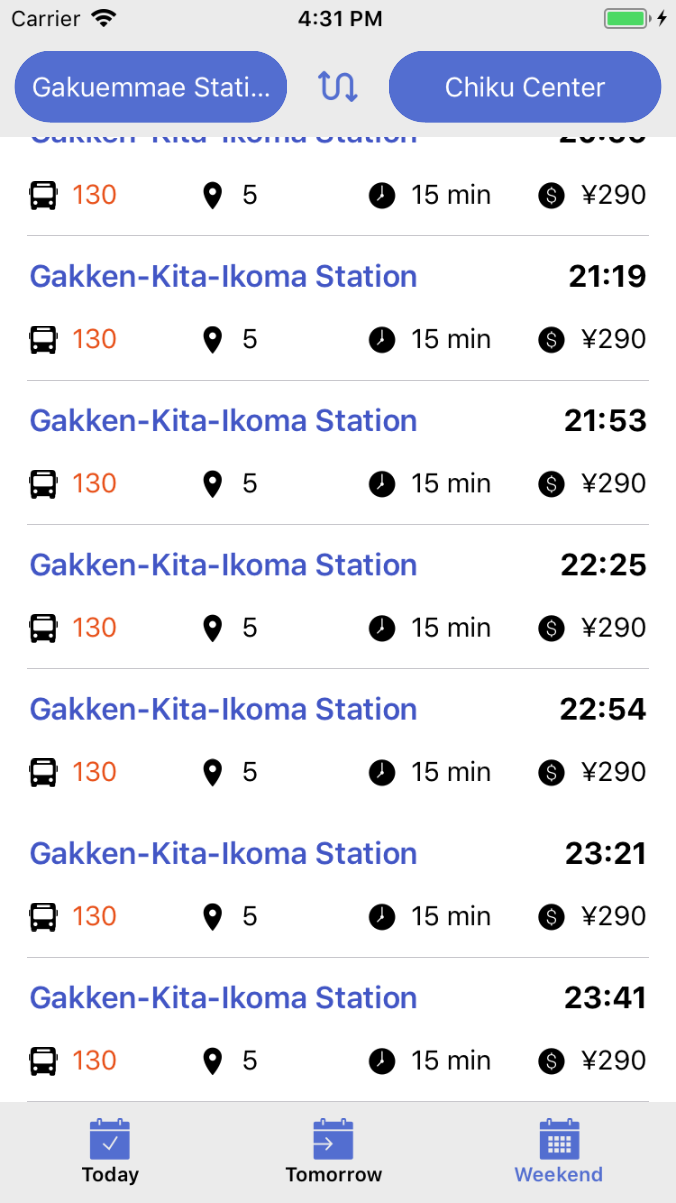 Carrier 4:31 PM
Gakuemmae Stati... Chiku Center
Gakken-Kita-Ikoma Station
130 5 15 min ¥290
Gakken-Kita-Ikoma Station 21:19
130 5 15 min ¥290
Gakken-Kita-Ikoma Station 21:53
130 5 15 min ¥290
Gakken-Kita-Ikoma Station 22:25
130 5 15 min ¥290
Gakken-Kita-Ikoma Station 22:54
130 5 15 min ¥290
Gakken-Kita-Ikoma Station 23:21
130 5 15 min ¥290
Gakken-Kita-Ikoma Station 23:41
130 5 15 min ¥290
Today Tomorrow Weekend